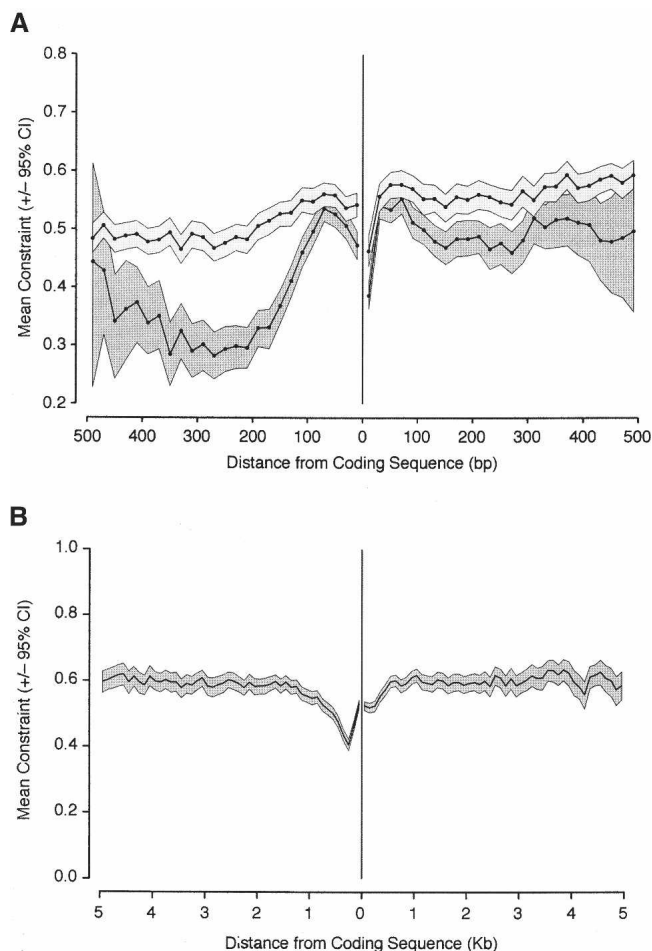 A
0.8
0.7
0.6
0.5
0.4
0.3
0.2
Mean Constraint (+/− 95% CI)
500 400 300 200 100 0 100 200 300 400 500
Distance from Coding Sequence (bp)
B
1.0
0.8
0.6
0.4
0.2
0.0
Mean Constraint (+/− 95% CI)
5 4 3 2 1 0 1 2 3 4 5
Distance from Coding Sequence (Kb)